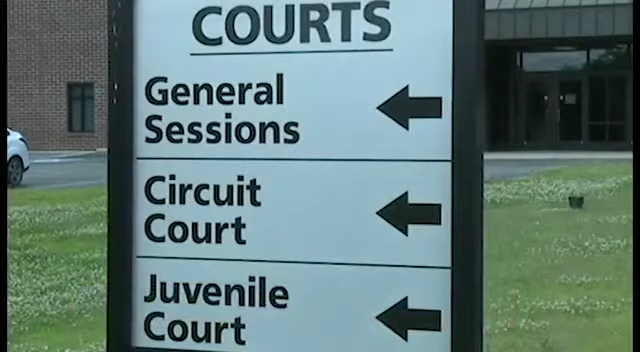 COURTS
General
Sessions
Circuit
Court
Juvenile
Court